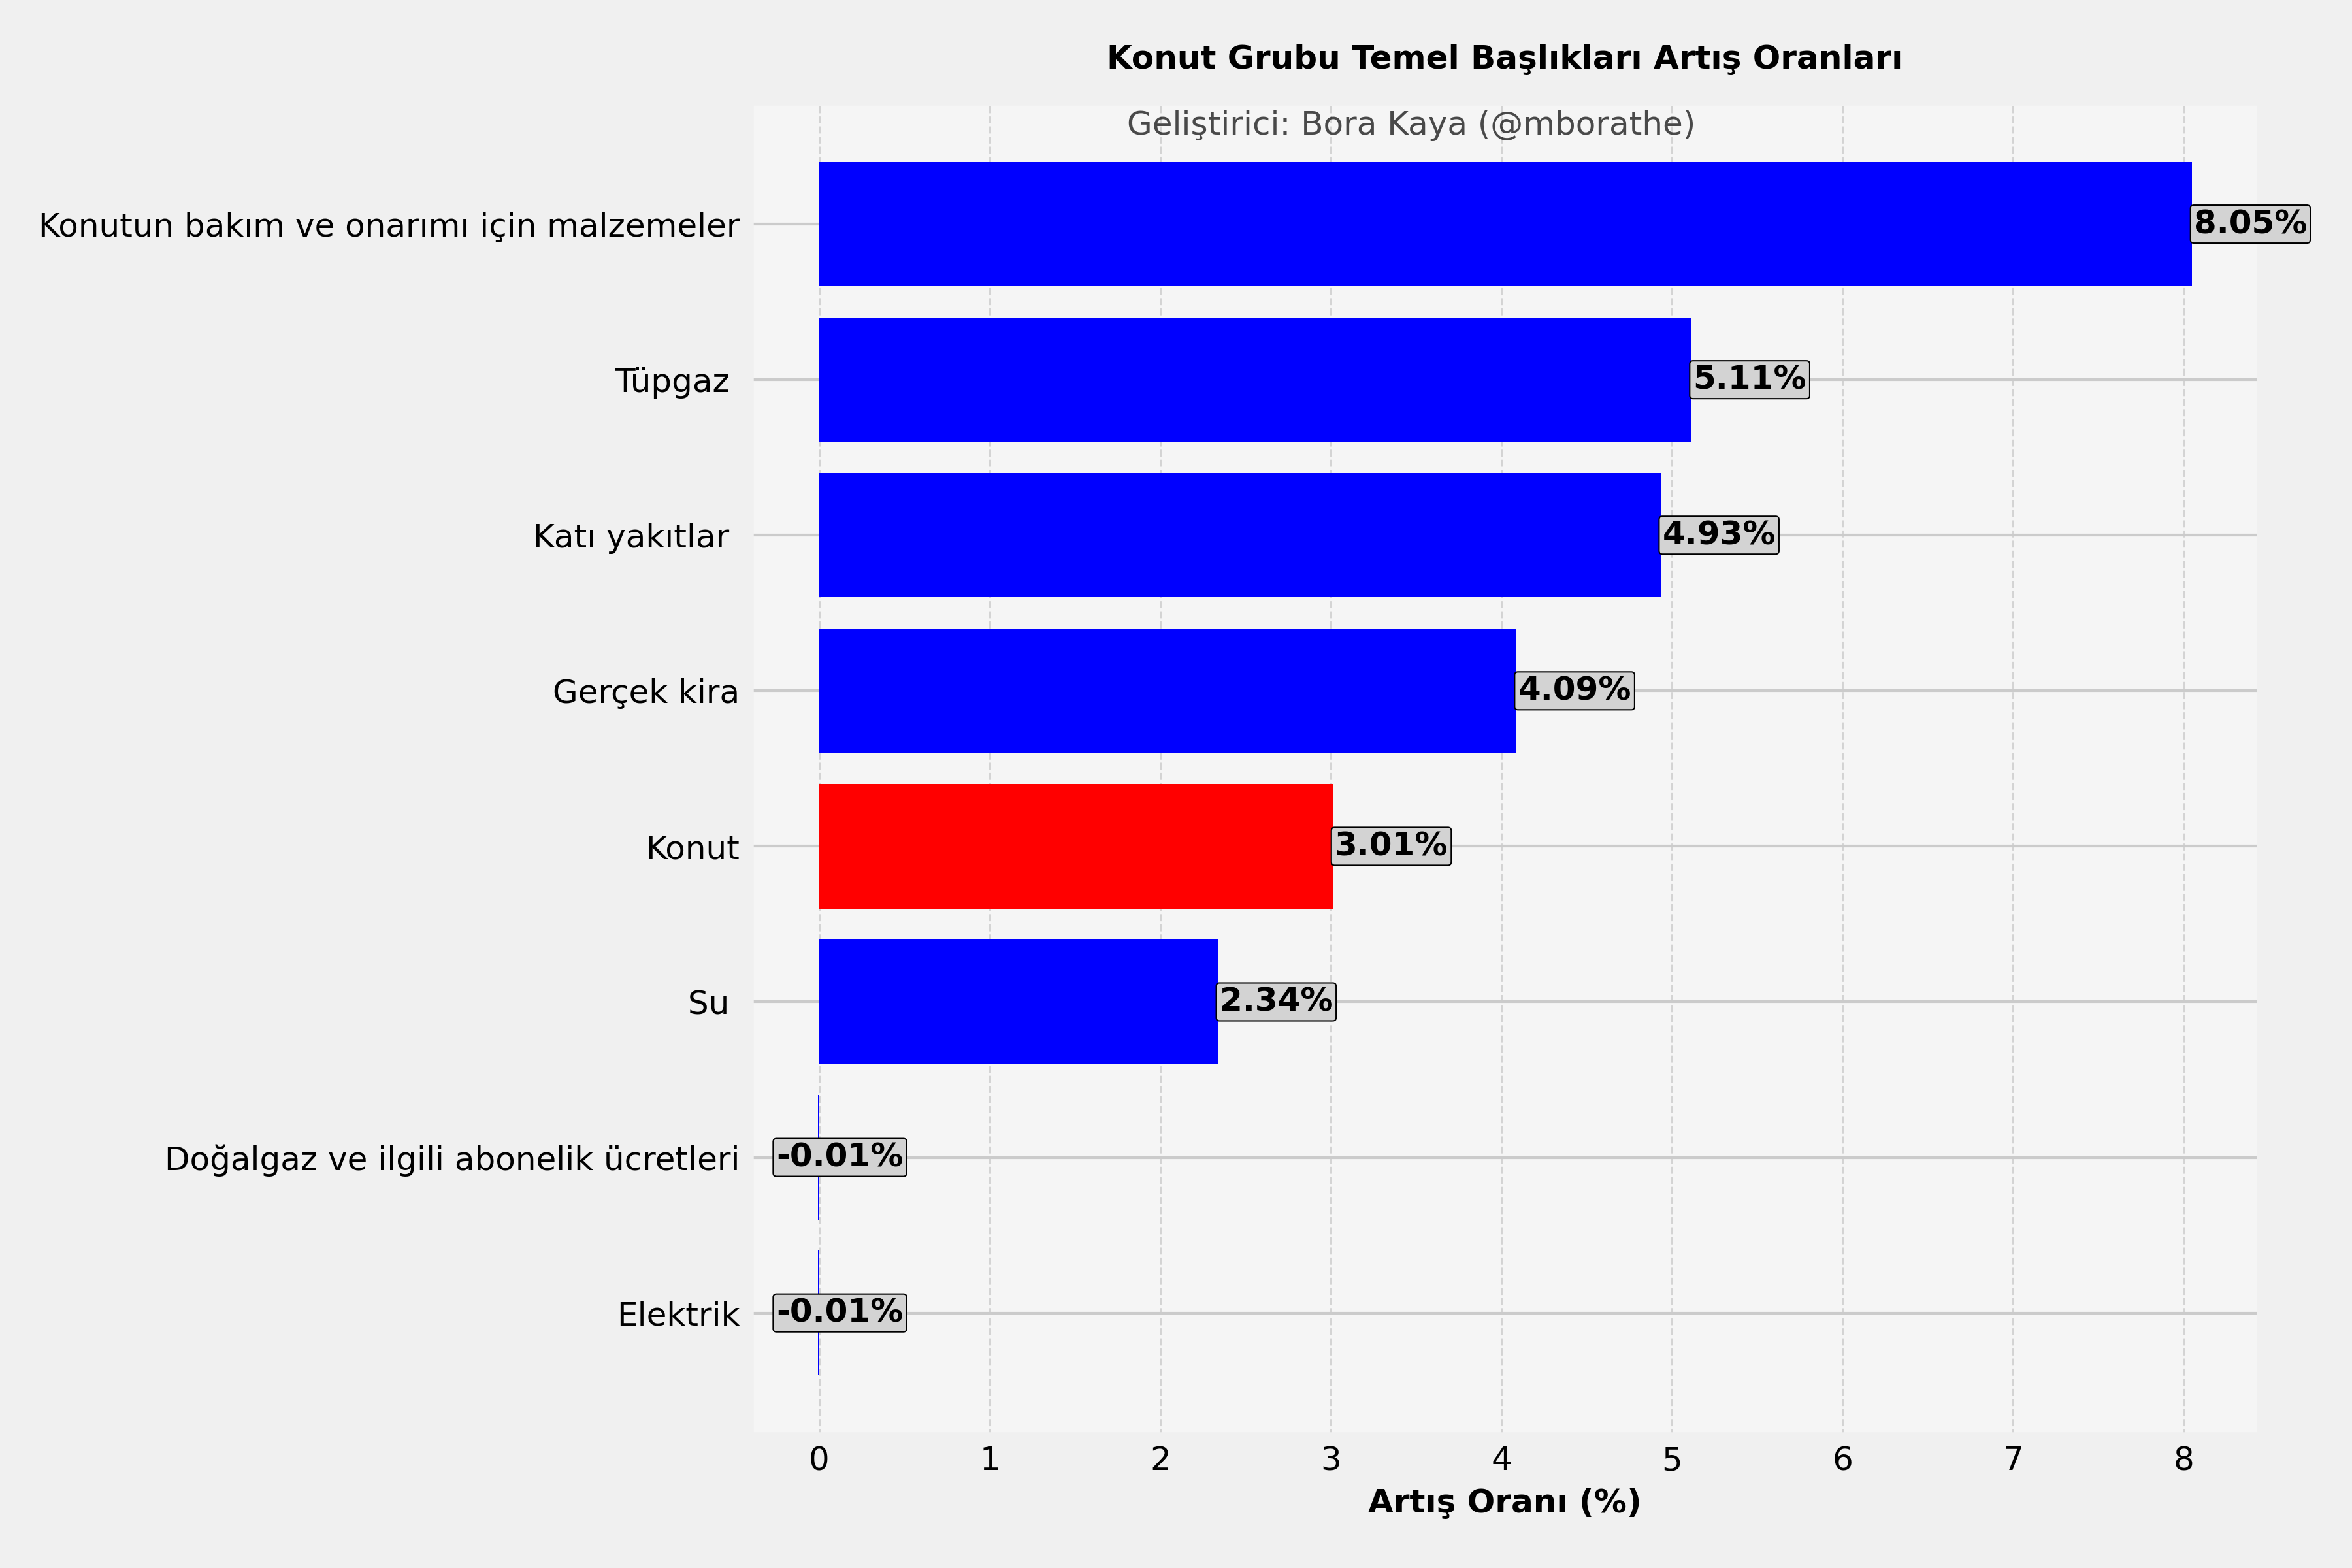 Konut Grubu Temel Başlıkları Artış Oranları
Geliştirici: Bora Kaya (@mborathe)
Konutun bakım ve onarımı için malzemeler
8.05%
Tüpgaz
5.11%
Katı yakıtlar
4.93%
Gerçek kira
4.09%
Konut
3.01%
Su
2.34%
Doğalgaz ve ilgili abonelik ücretleri
-0.01%
Elektrik
-0.01%
0 1 2 3 4 5 6 7 8
Artış Oranı (%)